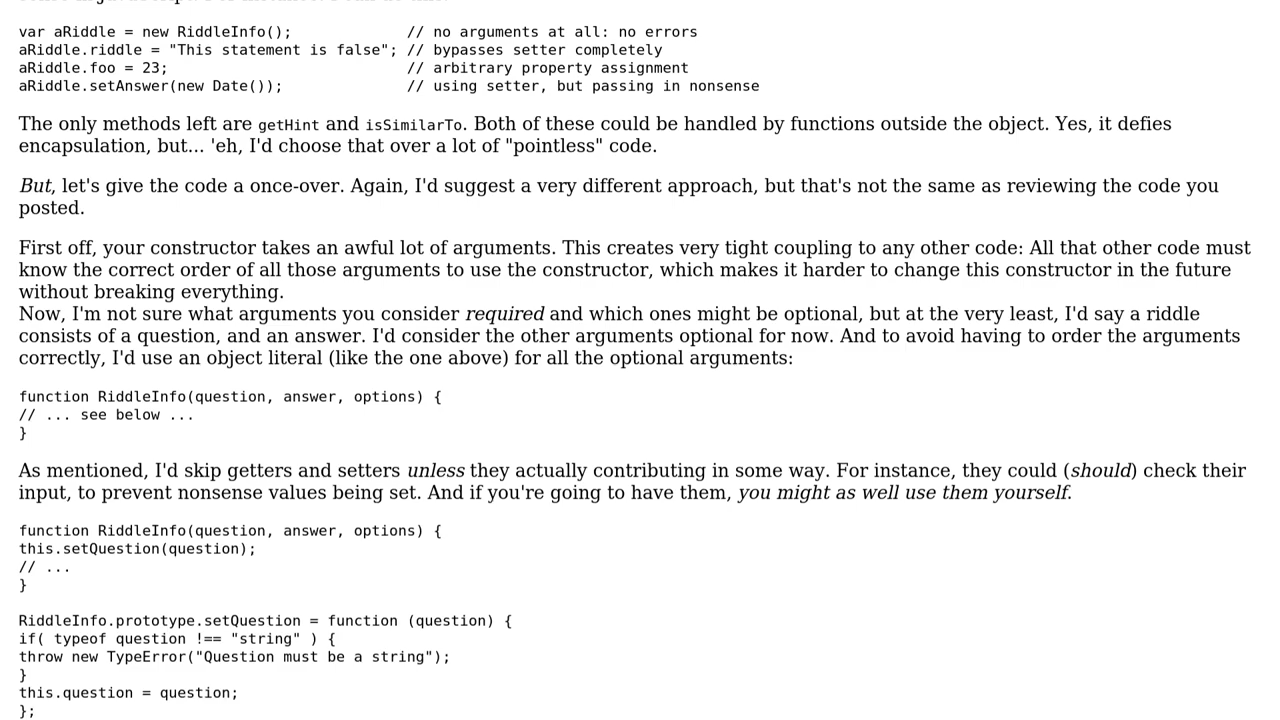 var aRiddle = new RiddleInfo();             // no arguments at all: no errors
aRiddle.riddle = "This statement is false"; // bypasses setter completely
aRiddle.foo = 23;                           // arbitrary property assignment
aRiddle.setAnswer(new Date());              // using setter, but passing in nonsense
The only methods left are getHint and isSimilarTo. Both of these could be handled by functions outside the object. Yes, it defies
encapsulation, but... 'eh, I'd choose that over a lot of "pointless" code.
But, let's give the code a once-over. Again, I'd suggest a very different approach, but that's not the same as reviewing the code you
posted.
First off, your constructor takes an awful lot of arguments. This creates very tight coupling to any other code: All that other code must
know the correct order of all those arguments to use the constructor, which makes it harder to change this constructor in the future
without breaking everything.
Now, I'm not sure what arguments you consider required and which ones might be optional, but at the very least, I'd say a riddle
consists of a question, and an answer. I'd consider the other arguments optional for now. And to avoid having to order the arguments
correctly, I'd use an object literal (like the one above) for all the optional arguments:
function RiddleInfo(question, answer, options) {
// ... see below ...
}
As mentioned, I'd skip getters and setters unless they actually contributing in some way. For instance, they could (should) check their
input, to prevent nonsense values being set. And if you're going to have them, you might as well use them yourself.
function RiddleInfo(question, answer, options) {
this.setQuestion(question);
// ...
}
RiddleInfo.prototype.setQuestion = function (question) {
if( typeof question !== "string" ) {
throw new TypeError("Question must be a string");
}
this.question = question;
};